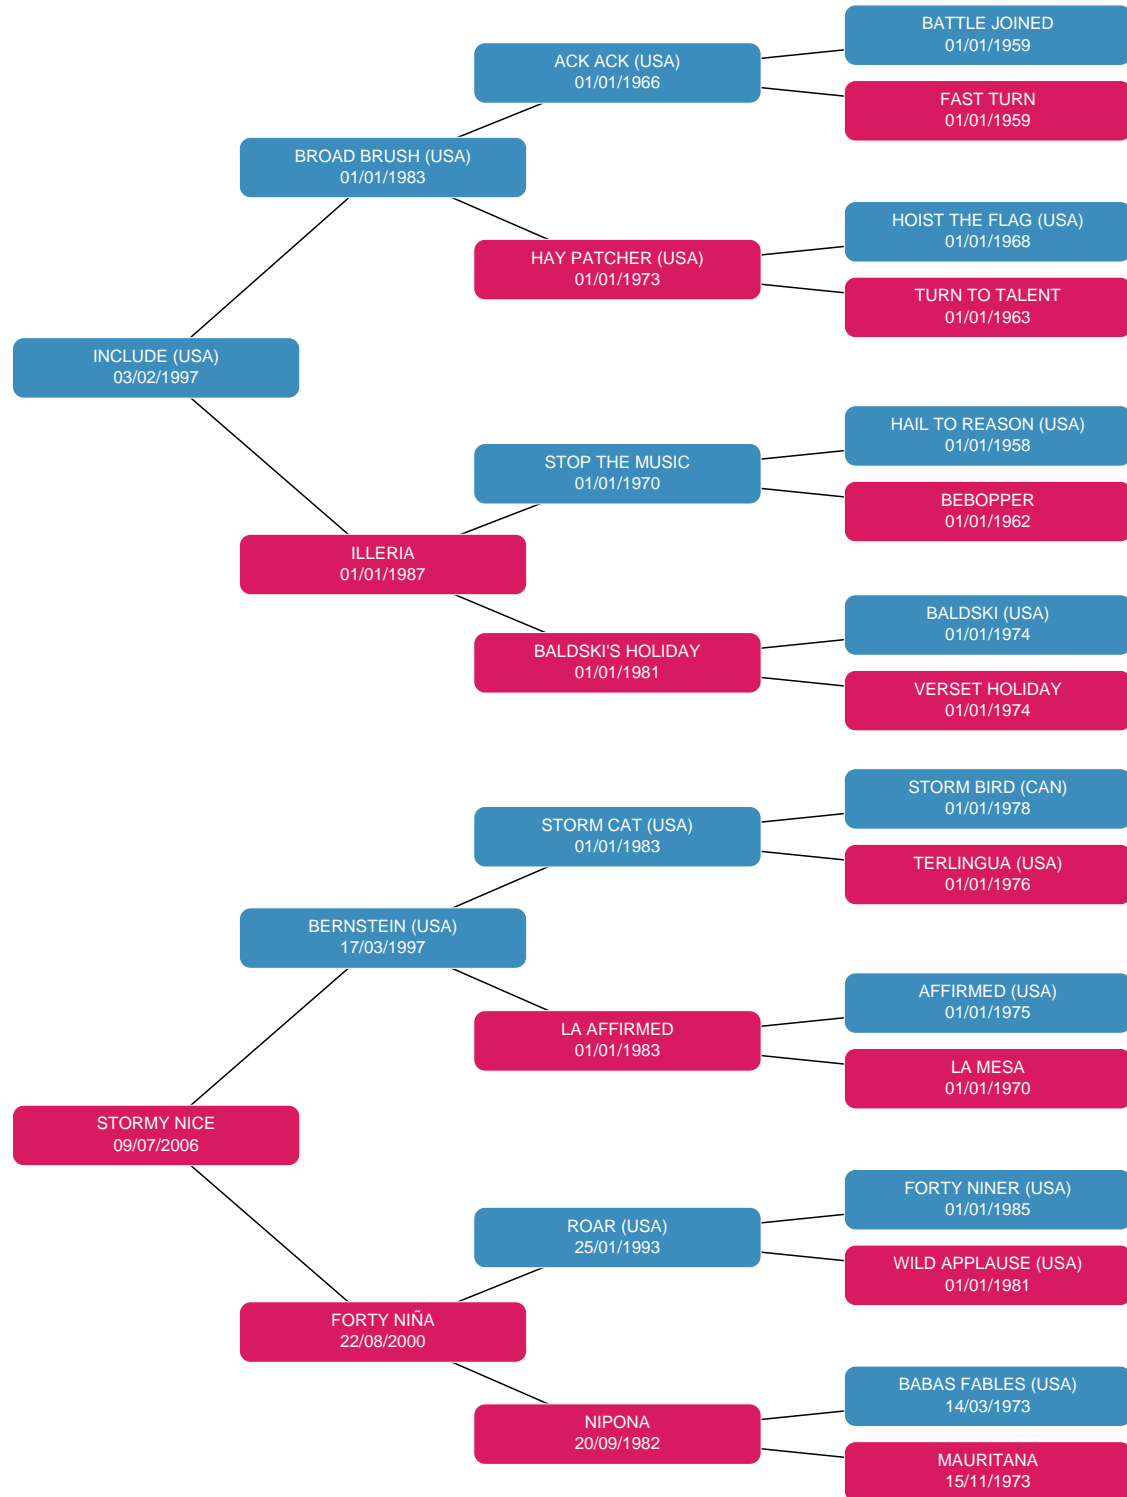 BATTLE JOINED
01/01/1959
ACK ACK (USA)
01/01/1966
FAST TURN
01/01/1959
BROAD BRUSH (USA)
01/01/1983
HOIST THE FLAG (USA)
01/01/1968
HAY PATCHER (USA)
01/01/1973
TURN TO TALENT
01/01/1963
INCLUDE (USA)
03/02/1997
HAIL TO REASON (USA)
01/01/1958
STOP THE MUSIC
01/01/1970
BEBOPPER
01/01/1962
ILLERIA
01/01/1987
BALDSKI (USA)
01/01/1974
BALDSKI'S HOLIDAY
01/01/1981
VERSET HOLIDAY
01/01/1974
STORM BIRD (CAN)
01/01/1978
STORM CAT (USA)
01/01/1983
TERLINGUA (USA)
01/01/1976
BERNSTEIN (USA)
17/03/1997
AFFIRMED (USA)
01/01/1975
LA AFFIRMED
01/01/1983
LA MESA
01/01/1970
STORMY NICE
09/07/2006
FORTY NINER (USA)
01/01/1985
ROAR (USA)
25/01/1993
WILD APPLAUSE (USA)
01/01/1981
FORTY NIÑA
22/08/2000
BABAS FABLES (USA)
14/03/1973
NIPONA
20/09/1982
MAURITANA
15/11/1973